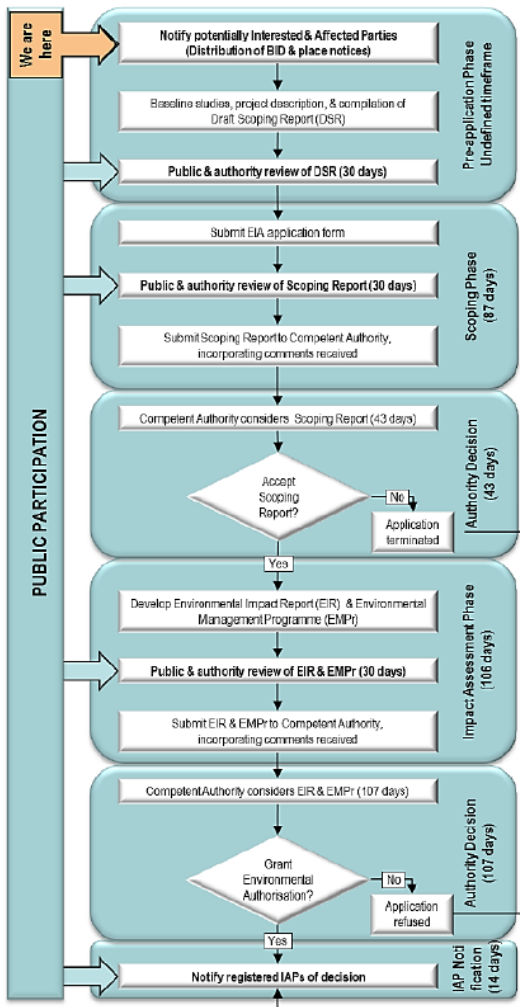 We are
here
PUBLIC PARTICIPATION
Notify potentially Interested & Affected Parties
(Distribution of BID & place notices)
Baseline studies, project description, & compilation of
Draft Scoping Report (DSR)
Public & authority review of DSR (30 days)
Pre-application Phase
Undefined timeframe
Submit EIA application form
Public & authority review of Scoping Report (30 days)
Submit Scoping Report to Competent Authority,
incorporating comments received
Scoping Phase
(87 days)
Competent Authority considers Scoping Report (43 days)
Accept
Scoping
Report?
No
Application
terminated
Yes
Authority Decision
(43 days)
Develop Environmental Impact Report (EIR) & Environmental
Management Programme (EMPr)
Public & authority review of EIR & EMPr (30 days)
Submit EIR & EMPr to Competent Authority,
incorporating comments received
Impact Assessment Phase
(106 days)
Competent Authority considers EIR & EMPr (107 days)
Grant
Environmental
Authorisation?
No
Application
refused
Yes
Authority Decision
(107 days)
Notify registered IAPs of decision
IAP Noti
fication
(14 days)